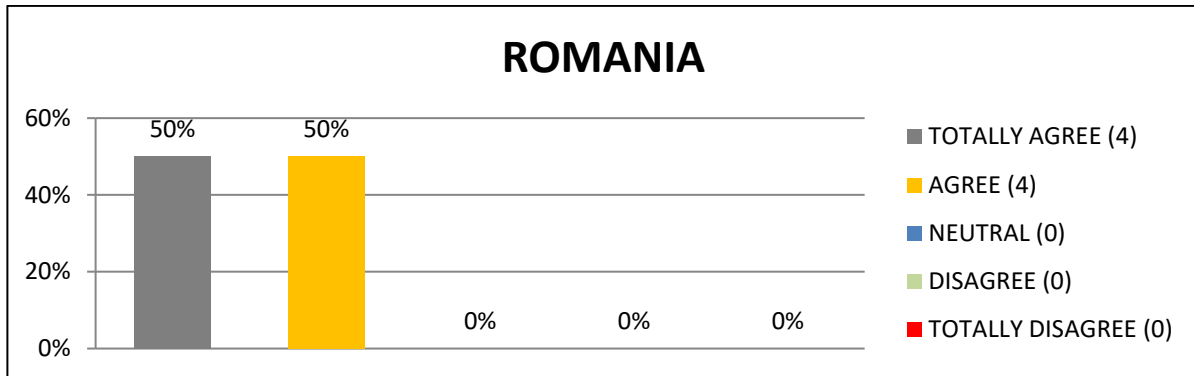 ROMANIA
60%
50%
50%
TOTALLY AGREE (4)
40%
AGREE (4)
NEUTRAL (0)
20%
DISAGREE (0)
0%
0%
0%
TOTALLY DISAGREE (0)
0%